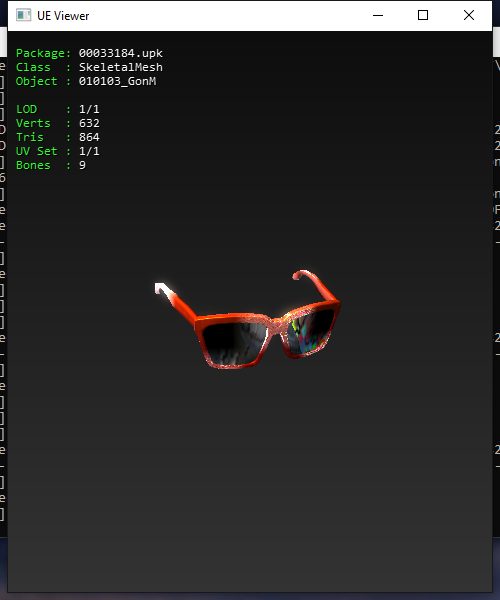 UE Viewer
Package: 00033184.upk
Class : SkeletalMesh
Object : 010103_GonM
LOD : 1/1
Verts : 632
Tris : 864
UV Set : 1/1
Bones : 9